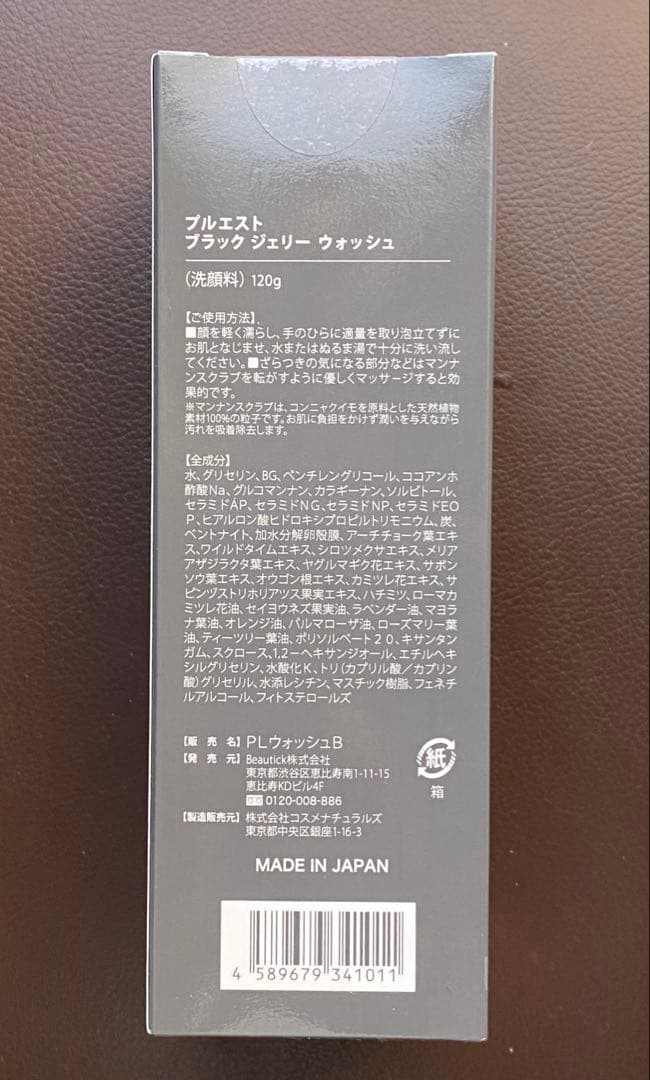 プルエスト
ブラック ジェリー ウォッシュ
(洗顔料) 120g
【ご使用方法】
■顔を軽く濡らし、手のひらに適量を取り泡立てずに
お肌となじませ、水またはぬるま湯で十分に洗い流し
てください。■ざらつきの気になる部分などはマンナ
ンスクラブを転がすように優しくマッサージすると効
果的です。
※マンナンスクラブは、コンニャクイモを原料とした天然植物
素材100%の粒子です。お肌に負担をかけず潤いを与えながら
汚れを吸着除去します。
【全成分】
水、グリセリン、BG、ペンチレングリコール、ココアンホ
酢酸Na、グルコマンナン、カラギーナン、ソルビトール、
セラミドAP、セラミドNG、セラミドNP、セラミドEO
P、ヒアルロン酸ヒドロキシプロピルトリモニウム、炭、
ベントナイト、加水分解卵殻膜、アーチチョーク葉エキ
ス、ワイルドタイムエキス、シロツメクサエキス、メリア
アザジラクタ葉エキス、ヤグルマギク花エキス、サボン
ソウ葉エキス、オウゴン根エキス、カミツレ花エキス、サ
ピンヅストリホリアツス果実エキス、ハチミツ、ローマカ
ミツレ花油、セイヨウネズ果実油、ラベンダー油、マヨラ
ナ葉油、オレンジ油、パルマローザ油、ローズマリー葉
油、ティーツリー葉油、ポリソルベート20、キサンタン
ガム、スクロース、1,2-ヘキサンジオール、エチルヘキ
シルグリセリン、水酸化K、トリ(カプリル酸/カプリン
酸)グリセリル、水添レシチン、マスチック樹脂、フェネチ
ルアルコール、フィトステロールズ
【販 売 名】PLウォッシュB
【発 売 元】Beautick株式会社
東京都渋谷区恵比寿南1-11-15
恵比寿KDビル4F
0120-008-886
【製造販売元】株式会社コスメナチュラルズ
東京都中央区銀座1-16-3
紙
箱
MADE IN JAPAN
4 589679 341011